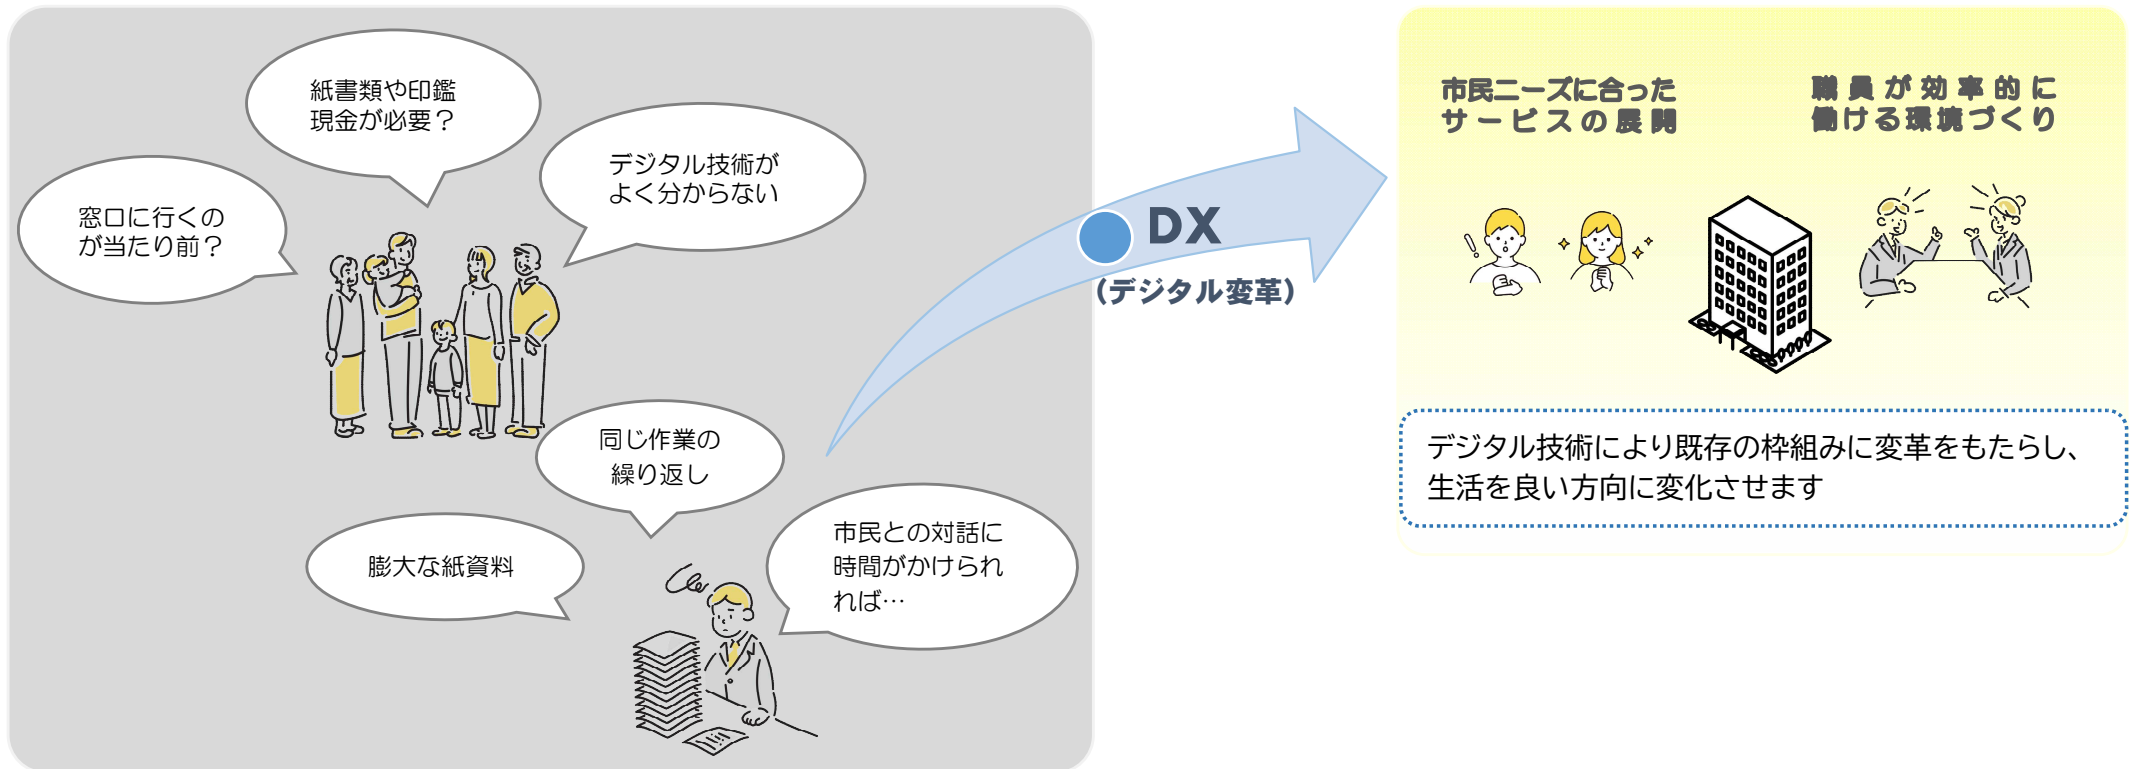 紙書類や印鑑
現金が必要？
デジタル技術が
よく分からない
窓口に行くの
が当たり前？
同じ作業の
繰り返し
膨大な紙資料
市民との対話に
時間がかけられ
れば…
DX
（デジタル変革）
市民ニーズに合った
サービスの展開
職員が効率的に
働ける環境づくり
デジタル技術により既存の枠組みに変革をもたらし、
生活を良い方向に変化させます